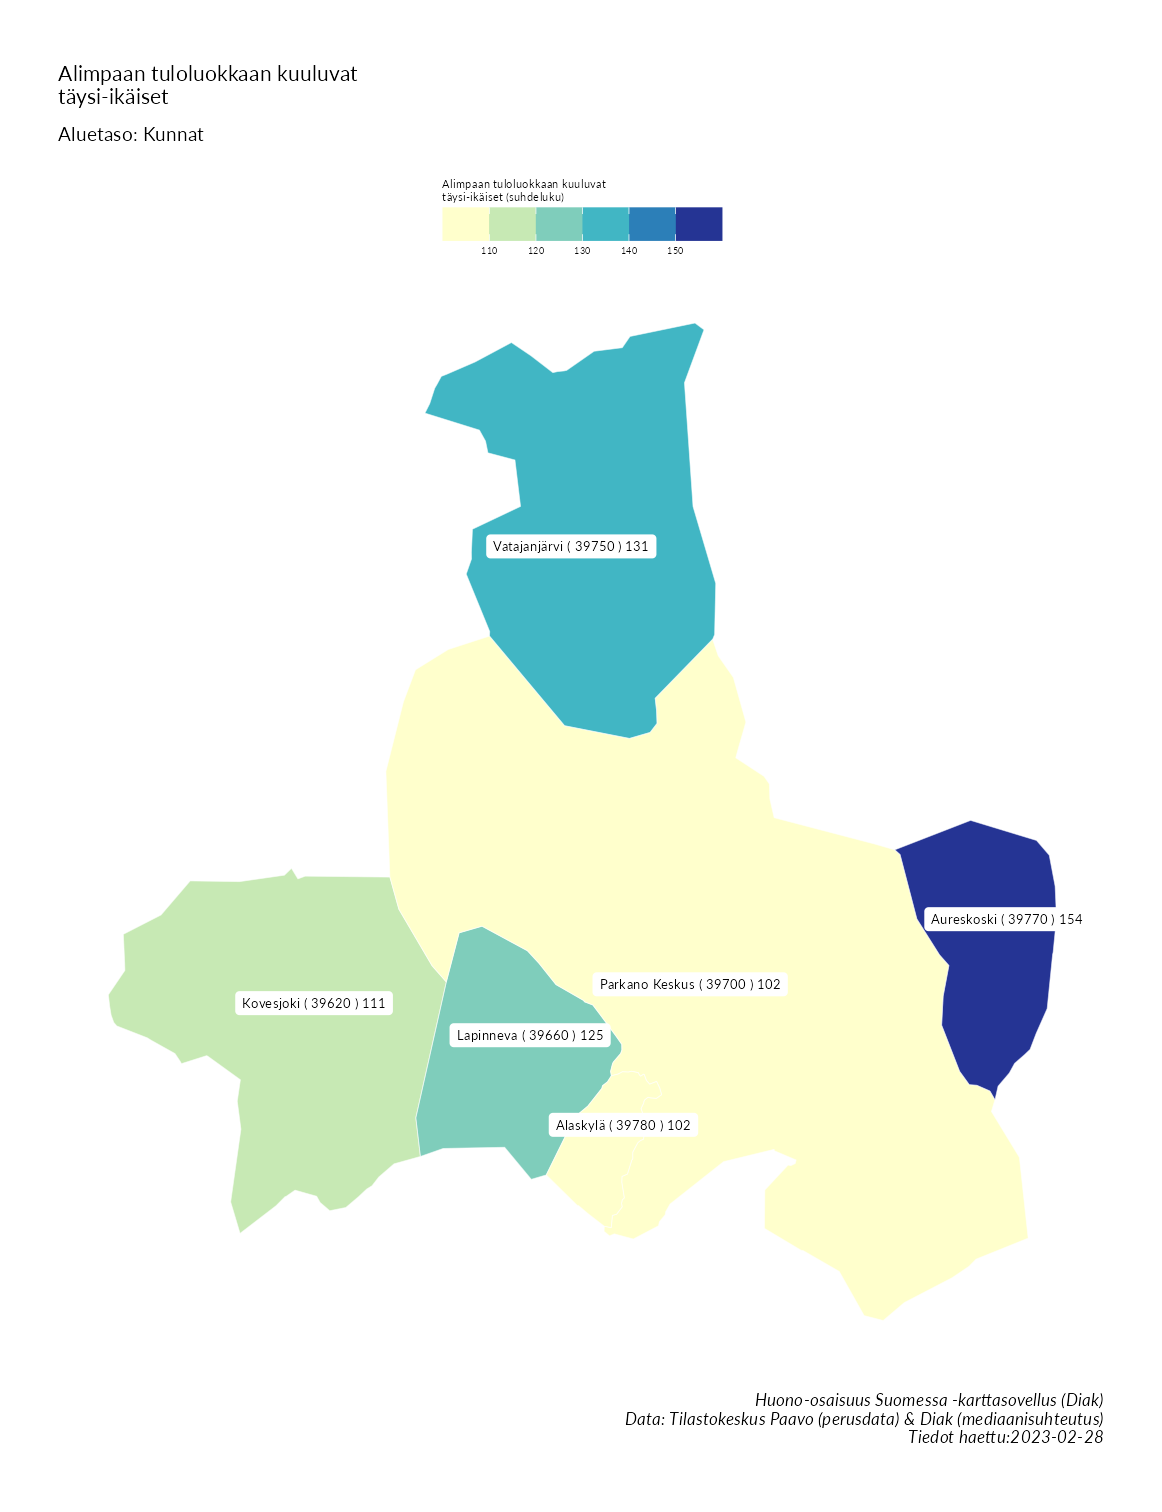 Alimpaan tuloluokkaan kuuluvat
täysi-ikäiset
Aluetaso: Kunnat
Alimpaan tuloluokkaan kuuluvat
täysi-ikäiset (suhdeluku)
110 120 130 140 150
Vatajanjärvi ( 39750 ) 131
Aureskoski ( 39770 ) 154
Parkano Keskus ( 39700 ) 102
Kovesjoki ( 39620 ) 111
Lapinneva ( 39660 ) 125
Alaskylä ( 39780 ) 102
Huono-osaisuus Suomessa -karttasovellus (Diak)
Data: Tilastokeskus Paavo (perusdata) & Diak (mediaanisuhteutus)
Tiedot haettu:2023-02-28